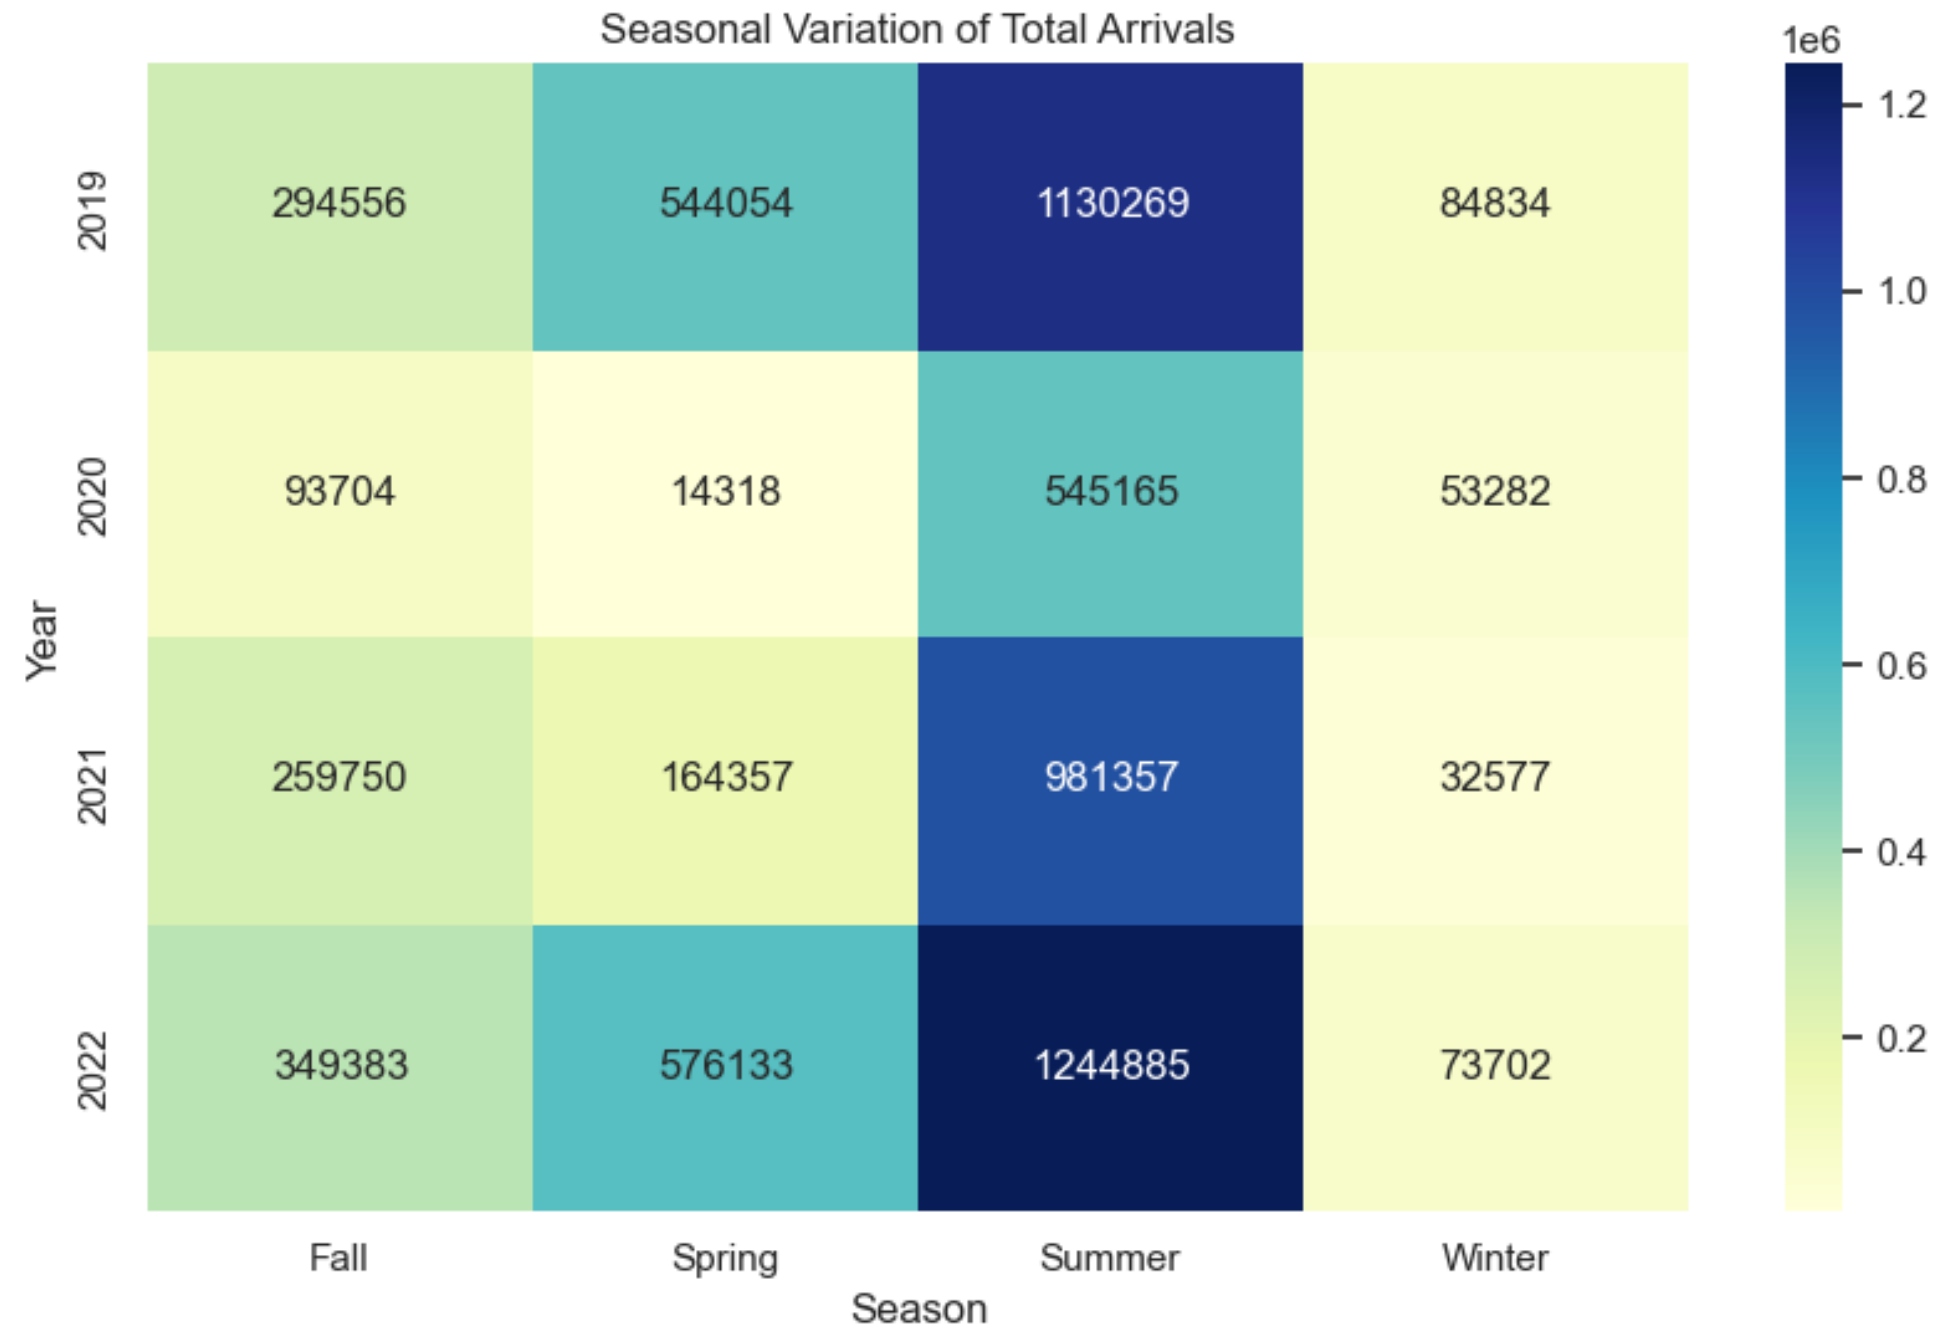 Seasonal Variation of Total Arrivals
1e6
1.2
1.0
0.8
0.6
0.4
0.2
Year
2019
294556 544054 1130269 84834
2020
93704 14318 545165 53282
2021
259750 164357 981357 32577
2022
349383 576133 1244885 73702
Fall Spring Summer Winter
Season